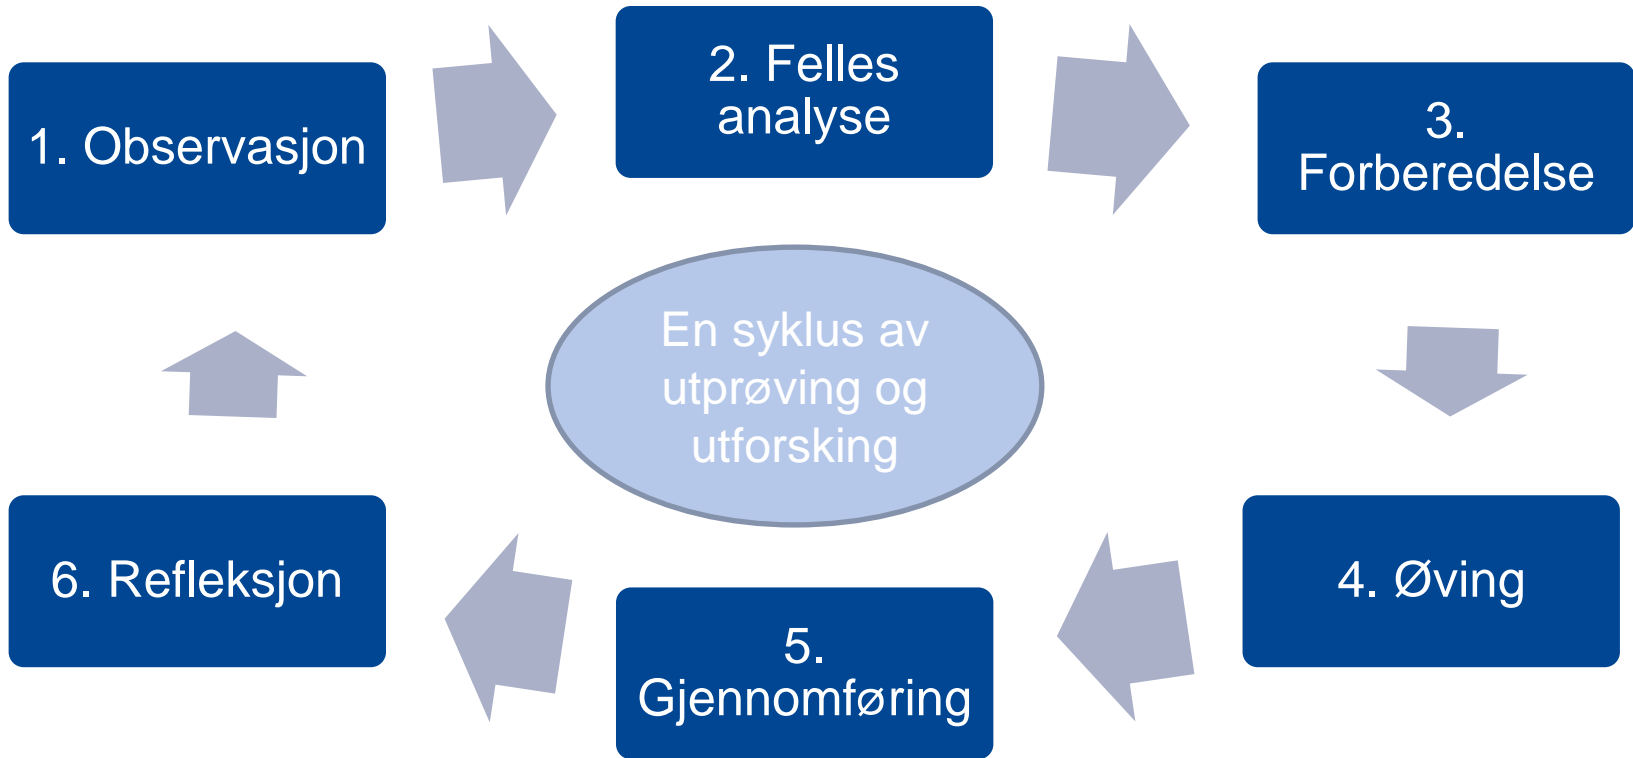 1. Observasjon
2. Felles
analyse
3.
Forberedelse
En syklus av
utprøving og
utforsking
4. Øving
5.
Gjennomføring
6. Refleksjon